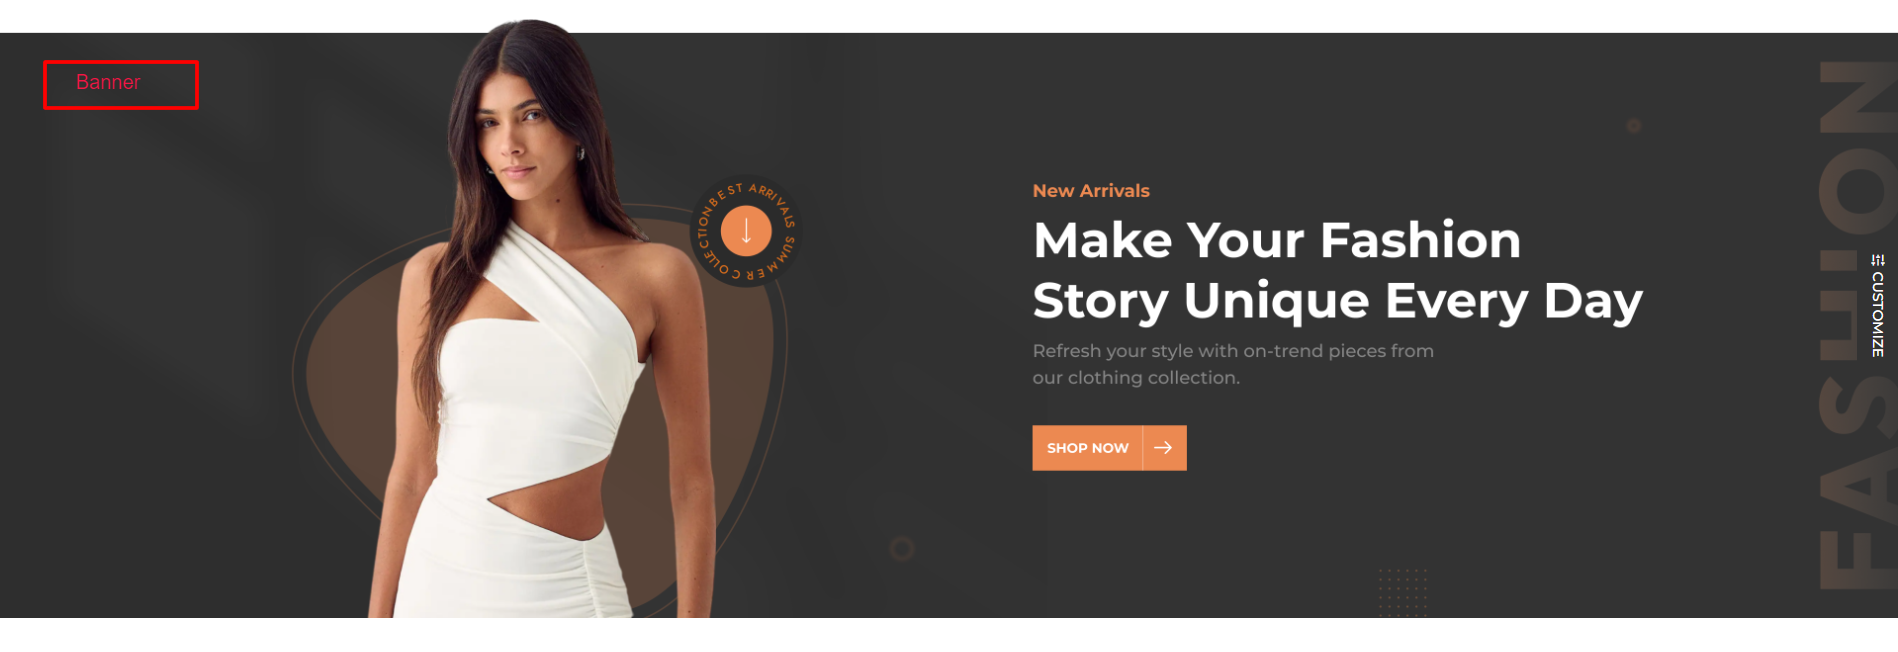 Banner
BEST ARRIVALS SUMMER COLLECTION
New Arrivals
Make Your Fashion
Story Unique Every Day
Refresh your style with on-trend pieces from
our clothing collection.
SHOP NOW
FASHION
CUSTOMIZE